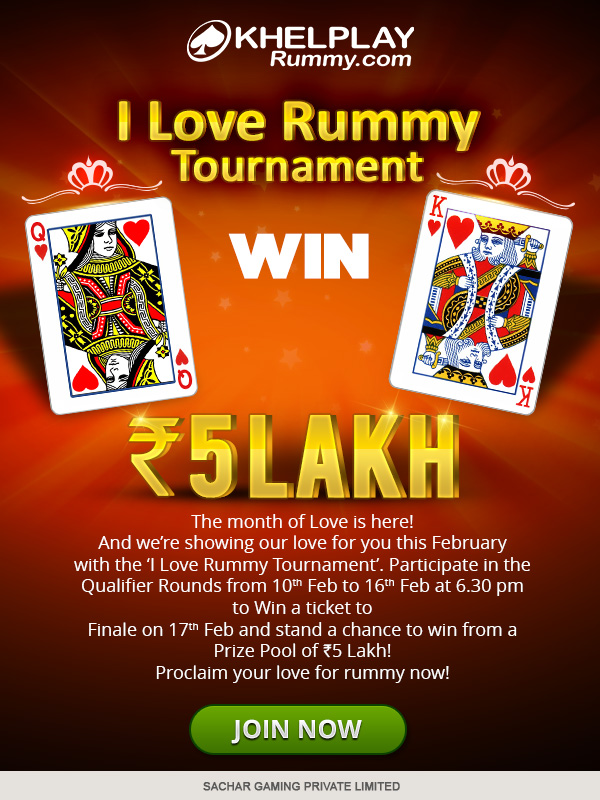 KHELPLAY
Rummy.com
I Love Rummy
Tournament
Q
K
WIN
Q
K
₹5 LAKH
The month of Love is here!
And we're showing our love for you this February
with the 'I Love Rummy Tournament'. Participate in the
Qualifier Rounds from 10th Feb to 16th Feb at 6.30 pm
to Win a ticket to
Finale on 17th Feb and stand a chance to win from a
Prize Pool of ₹5 Lakh!
Proclaim your love for rummy now!
JOIN NOW
SACHAR GAMING PRIVATE LIMITED